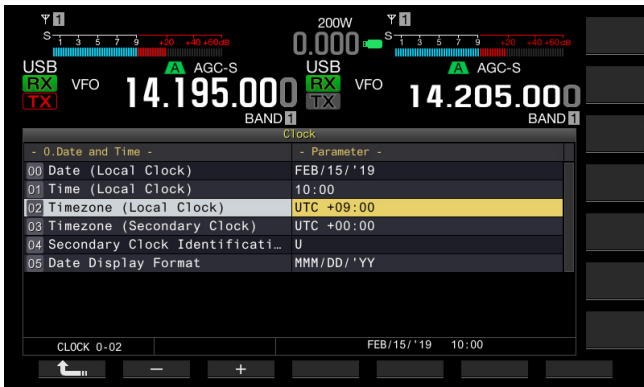 1 200W 1
S 1 3 5 7 9 +20 +40 +60dB 0.000 S 1 3 5 7 9 +20 +40 +60dB
USB A AGC-S USB A AGC-S
RX VFO 14.195.000 RX VFO 14.205.000
TX TX
BAND 1 BAND 1
Clock
- 0.Date and Time - - Parameter -
00 Date (Local Clock) FEB/15/'19
01 Time (Local Clock) 10:00
02 Timezone (Local Clock) UTC +09:00
03 Timezone (Secondary Clock) UTC +00:00
04 Secondary Clock Identificati… U
05 Date Display Format MMM/DD/'YY
CLOCK 0-02 FEB/15/'19 10:00
− +